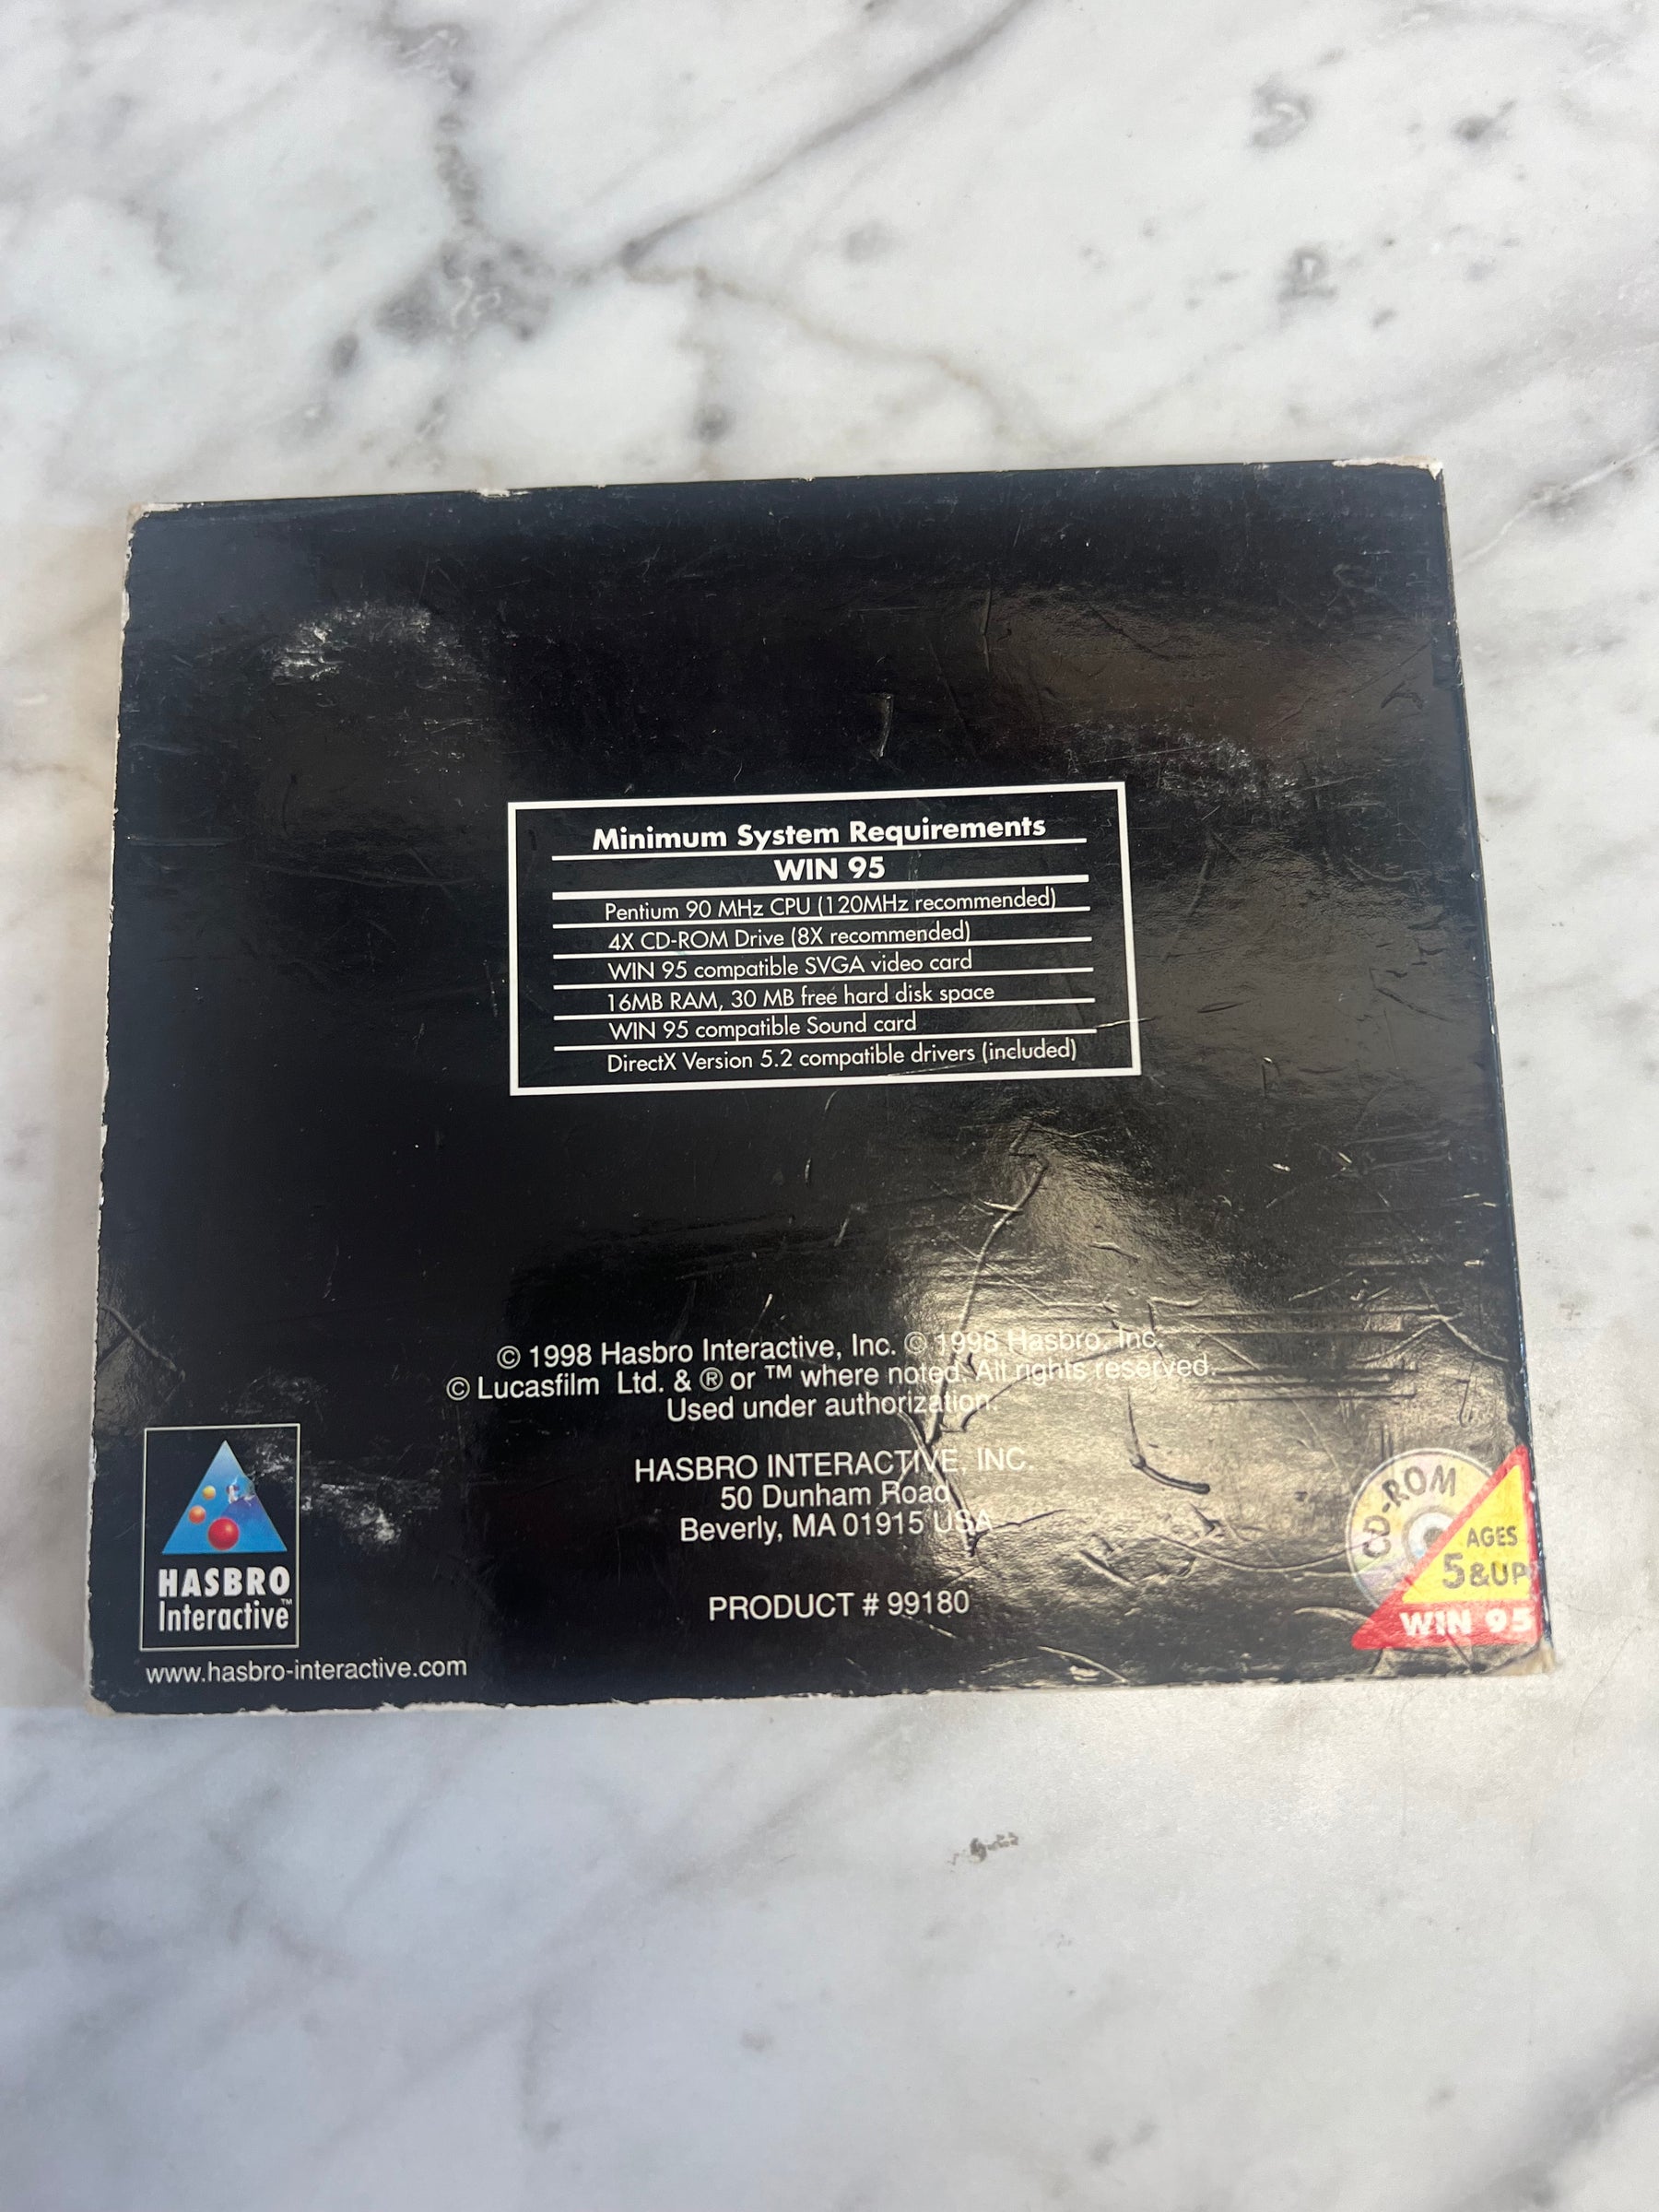 Minimum System Requirements
WIN 95
Pentium 90 MHz CPU (120MHz recommended)
4X CD-ROM Drive (8X recommended)
WIN 95 compatible SVGA video card
16MB RAM, 30 MB free hard disk space
WIN 95 compatible Sound card
DirectX Version 5.2 compatible drivers (included)
© 1998 Hasbro Interactive, Inc. © 1998 Hasbro, Inc.
© Lucasfilm Ltd. & ® or ™ where noted. All rights reserved.
Used under authorization.
HASBRO INTERACTIVE, INC.
50 Dunham Road
Beverly, MA 01915 USA
PRODUCT # 99180
HASBRO
Interactive™
www.hasbro-interactive.com
CD-ROM
AGES
5 & UP
WIN 95